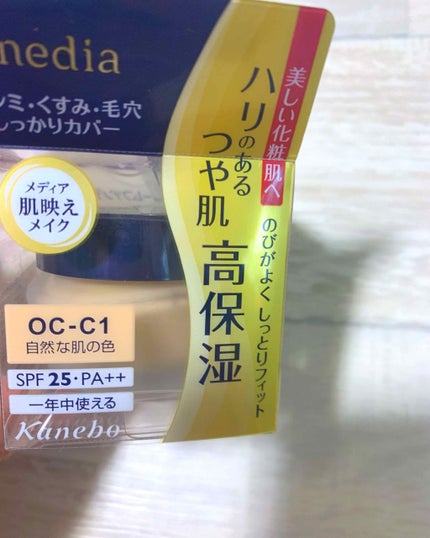 media
シミ・くすみ・毛穴
しっかりカバー
美しい化粧肌へ
ハリのある
つや肌
高保湿
のびがよくしっとりフィット
メディア
肌映え
メイク
OC-C1
自然な肌の色
SPF 25・PA++
一年中使える
Kanebo